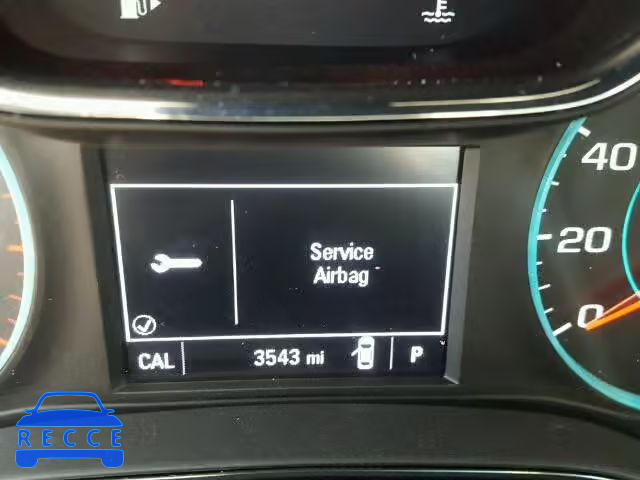 E
40
Service
Airbag
20
0
CAL 3543 mi P
RECCE